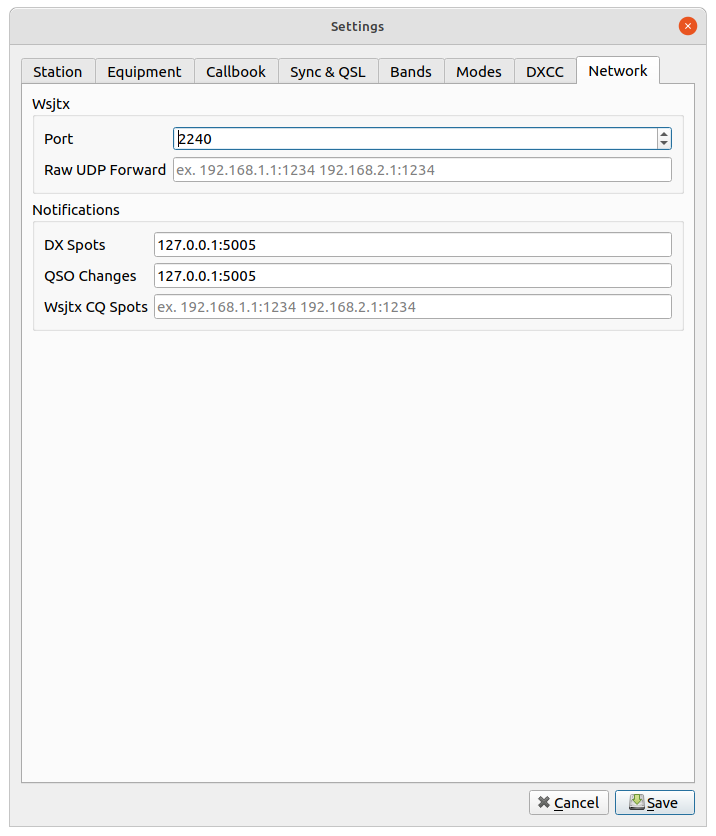 Settings
Station Equipment Callbook Sync & QSL Bands Modes DXCC Network
Wsjtx
Port 2240
Raw UDP Forward ex. 192.168.1.1:1234 192.168.2.1:1234
Notifications
DX Spots 127.0.0.1:5005
QSO Changes 127.0.0.1:5005
Wsjtx CQ Spots ex. 192.168.1.1:1234 192.168.2.1:1234
Cancel Save